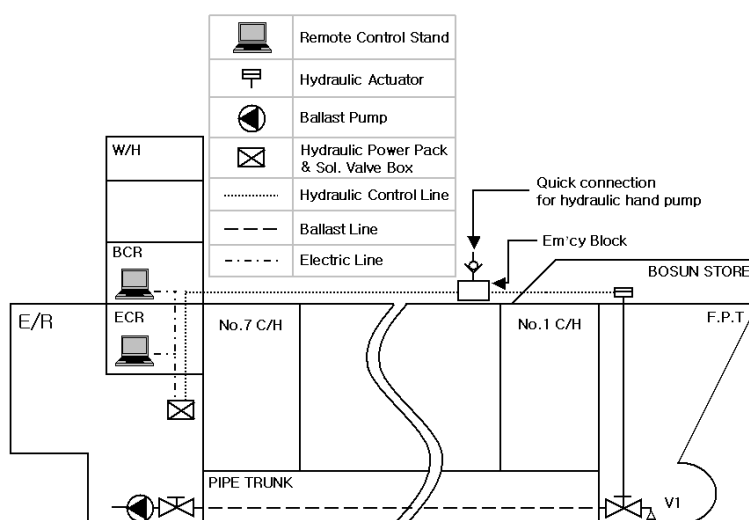 Remote Control Stand
Hydraulic Actuator
Ballast Pump
Hydraulic Power Pack
& Sol. Valve Box
Hydraulic Control Line
Ballast Line
Electric Line
W/H
Quick connection
for hydraulic hand pump
Em'cy Block
BCR
BOSUN STORE
E/R
ECR
No.7 C/H
No.1 C/H
F.P.T
PIPE TRUNK
V1